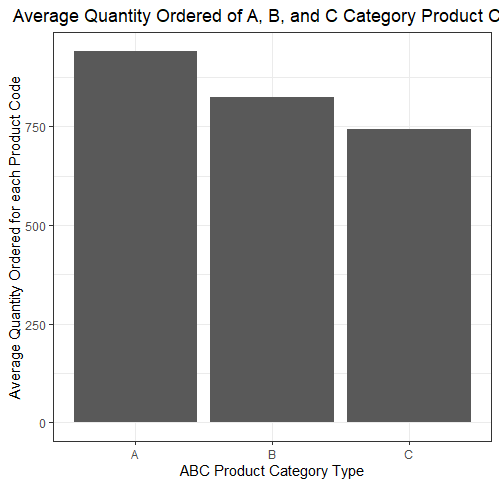 Average Quantity Ordered of A, B, and C Category Product C
Average Quantity Ordered for each Product Code
750
500
250
0
A B C
ABC Product Category Type